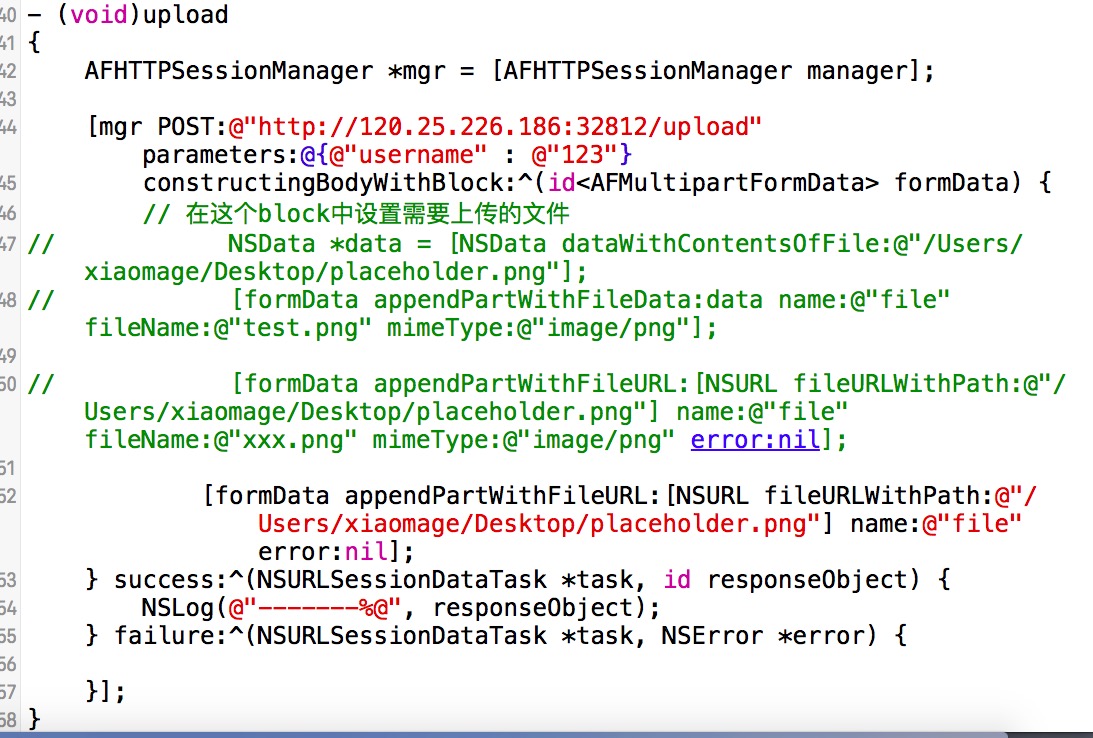 40 - (void)upload
41 {
42 AFHTTPSessionManager *mgr = [AFHTTPSessionManager manager];
43
44 [mgr POST:@"http://120.25.226.186:32812/upload"
parameters:@{@"username" : @"123"}
45 constructingBodyWithBlock:^(id<AFMultipartFormData> formData) {
46 // 在这个block中设置需要上传的文件
47 // NSData *data = [NSData dataWithContentsOfFile:@"/Users/
xiaomage/Desktop/placeholder.png"];
48 // [formData appendPartWithFileData:data name:@"file"
fileName:@"test.png" mimeType:@"image/png"];
49
50 // [formData appendPartWithFileURL:[NSURL fileURLWithPath:@"/
Users/xiaomage/Desktop/placeholder.png"] name:@"file"
fileName:@"xxx.png" mimeType:@"image/png" error:nil];
51
52 [formData appendPartWithFileURL:[NSURL fileURLWithPath:@"/
Users/xiaomage/Desktop/placeholder.png"] name:@"file"
error:nil];
53 } success:^(NSURLSessionDataTask *task, id responseObject) {
54 NSLog(@"-------%@", responseObject);
55 } failure:^(NSURLSessionDataTask *task, NSError *error) {
56
57 }];
58 }